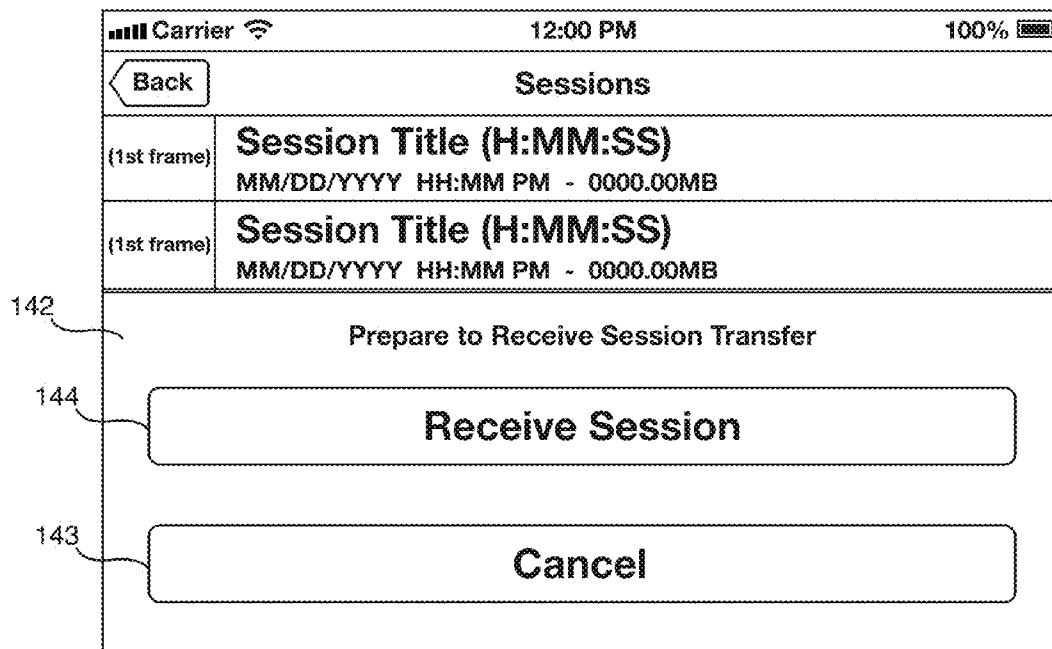 Carrier 12:00 PM 100%
Back Sessions
(1st frame) Session Title (H:MM:SS)
MM/DD/YYYY HH:MM PM - 0000.00MB
(1st frame) Session Title (H:MM:SS)
MM/DD/YYYY HH:MM PM - 0000.00MB
142
Prepare to Receive Session Transfer
144
Receive Session
143
Cancel